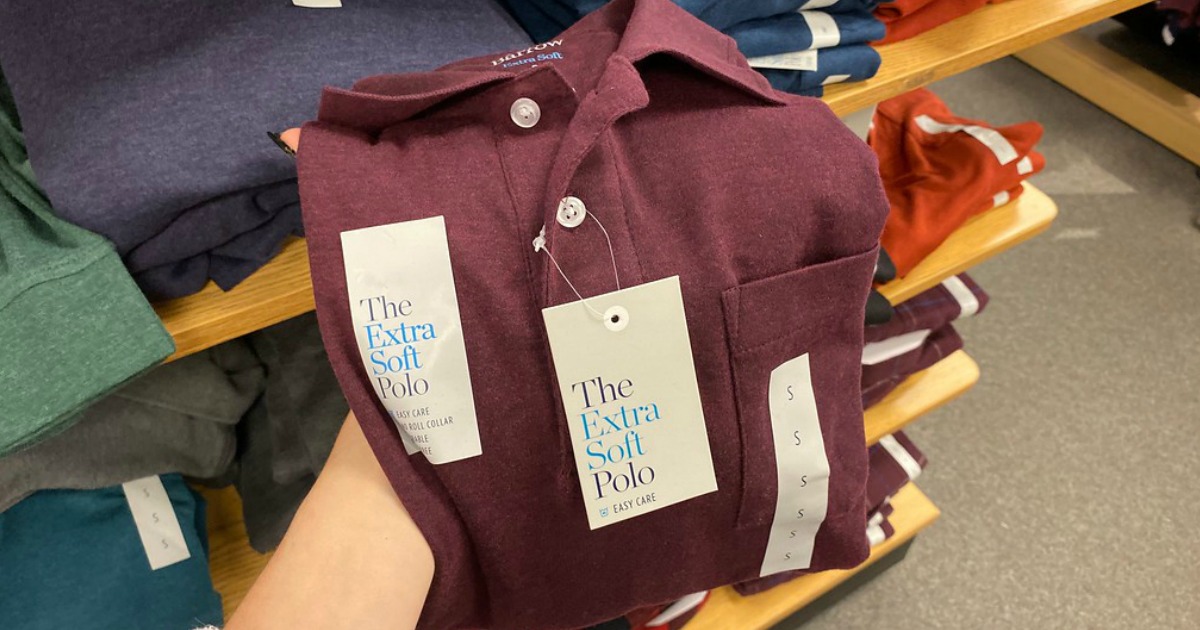 Barrow
Extra Soft
The
Extra
Soft
Polo
EASY CARE
ROLL COLLAR
The
Extra
Soft
Polo
EASY CARE
S
S
S
S
S
S
S
S
S